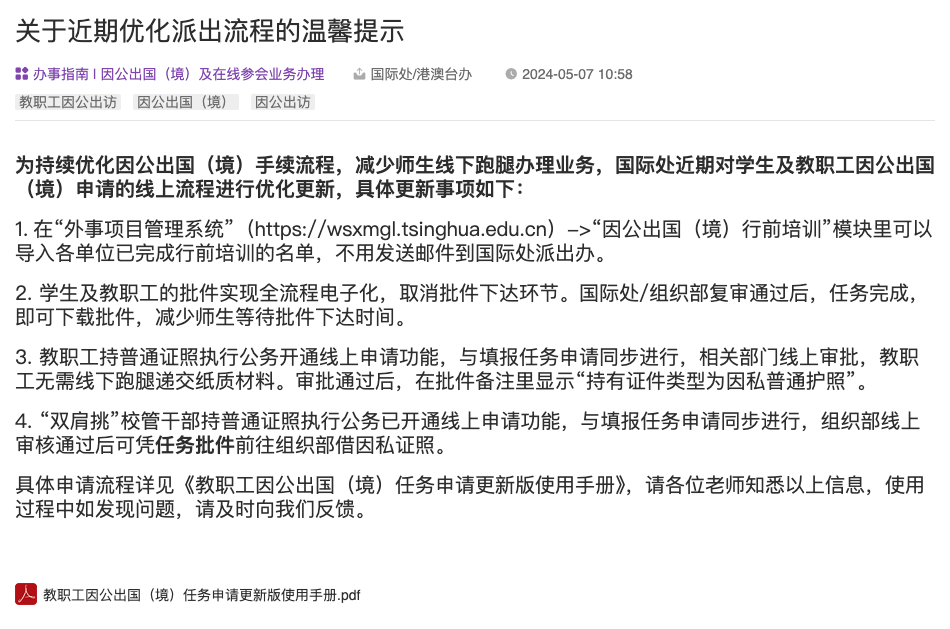 关于近期优化派出流程的温馨提示
办事指南 | 因公出国（境）及在线参会业务办理 国际处/港澳台办 2024-05-07 10:58
教职工因公出访 因公出国（境） 因公出访
为持续优化因公出国（境）手续流程，减少师生线下跑腿办理业务，国际处近期对学生及教职工因公出国
（境）申请的线上流程进行优化更新，具体更新事项如下：
1. 在“外事项目管理系统”（https://wsxmgl.tsinghua.edu.cn）–>“因公出国（境）行前培训”模块里可以
导入各单位已完成行前培训的名单，不用发送邮件到国际处派出办。
2. 学生及教职工的批件实现全流程电子化，取消批件下达环节。国际处/组织部复审通过后，任务完成，
即可下载批件，减少师生等待批件下达时间。
3. 教职工持普通证照执行公务开通线上申请功能，与填报任务申请同步进行，相关部门线上审批，教职
工无需线下跑腿递交纸质材料。审批通过后，在批件备注里显示“持有证件类型为因私普通护照”。
4. “双肩挑”校管干部持普通证照执行公务已开通线上申请功能，与填报任务申请同步进行，组织部线上
审核通过后可凭任务批件前往组织部借因私证照。
具体申请流程详见《教职工因公出国（境）任务申请更新版使用手册》，请各位老师知悉以上信息，使用
过程中如发现问题，请及时向我们反馈。
教职工因公出国（境）任务申请更新版使用手册.pdf